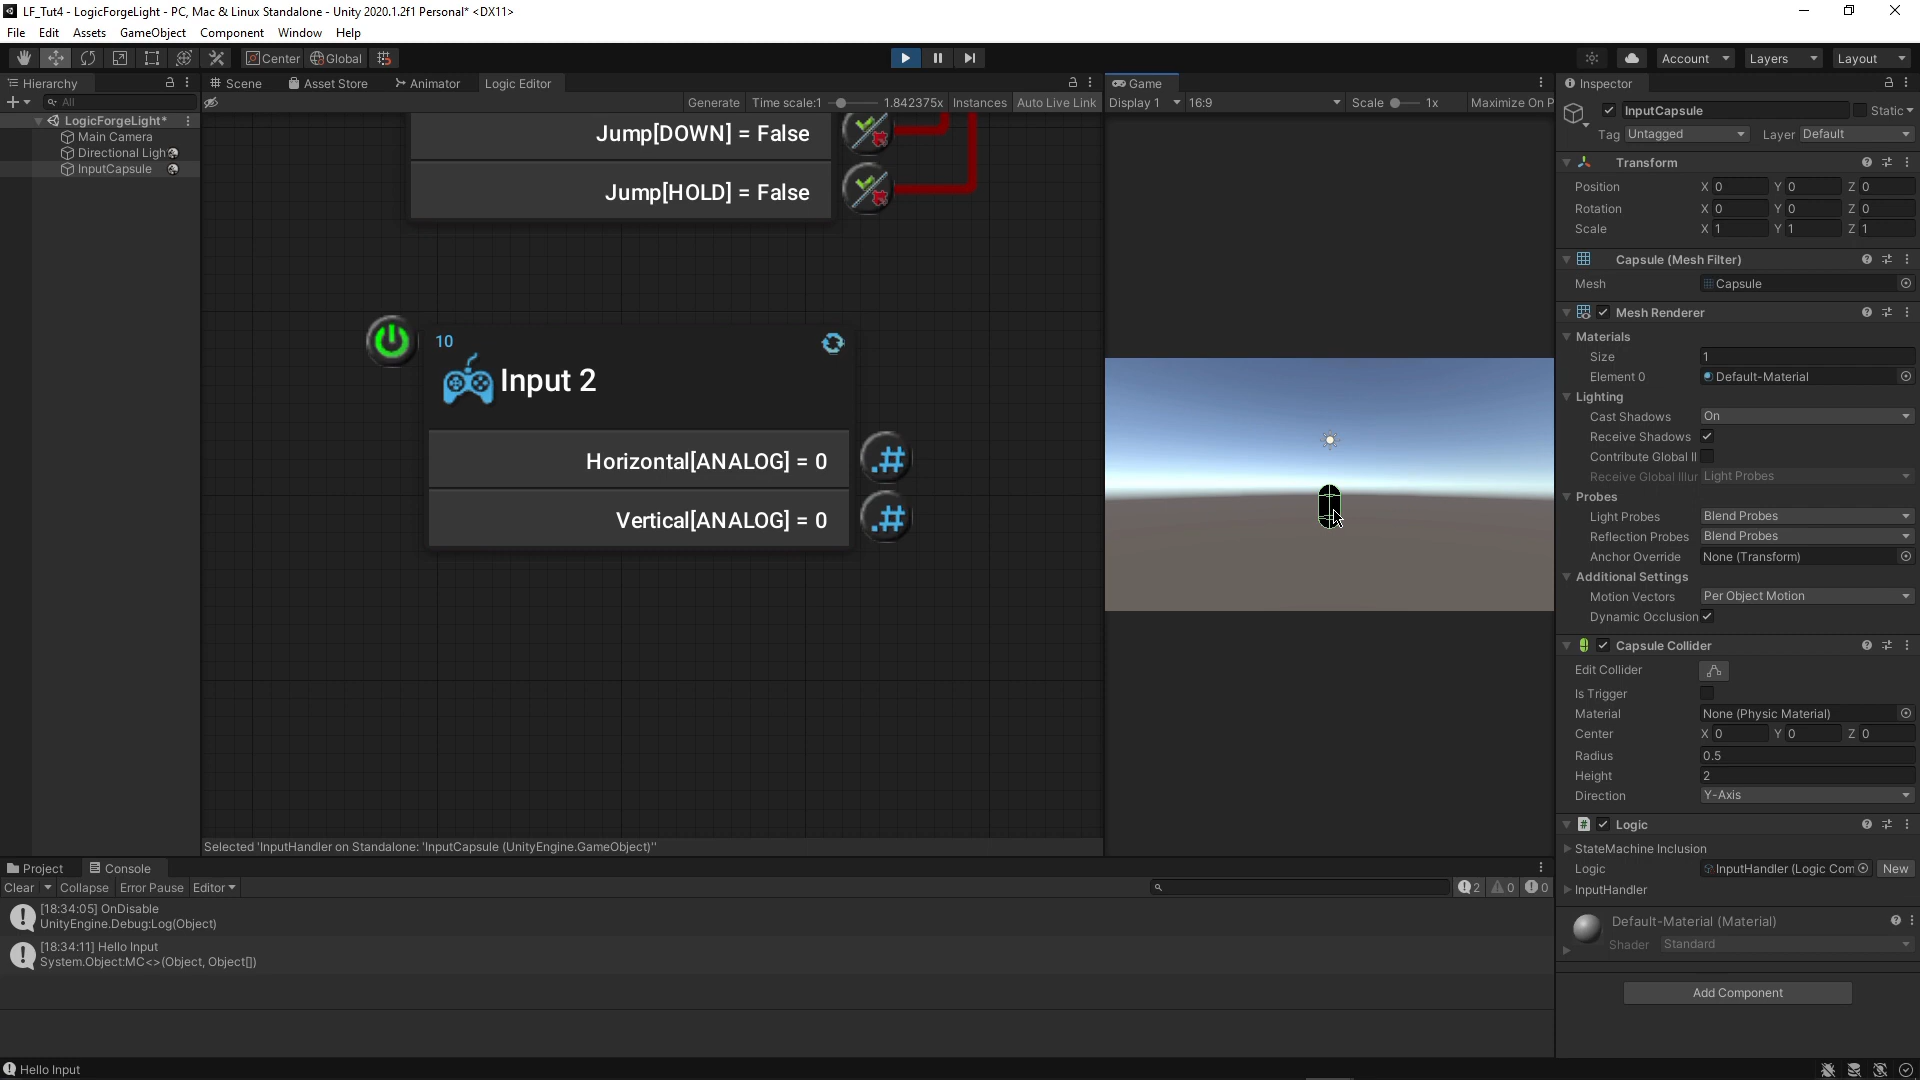 LF_Tut4 - LogicForgeLight - PC, Mac & Linux Standalone - Unity 2020.1.2f1 Personal* <DX11>
File Edit Assets GameObject Component Window Help
Center Global
Account Layers Layout
Hierarchy
All
LogicForgeLight*
Main Camera
Directional Ligh
InputCapsule
Scene Asset Store Animator Logic Editor
Generate Time scale:1 1.842375x Instances Auto Live Link
Jump[DOWN] = False
Jump[HOLD] = False
10
Input 2
Horizontal[ANALOG] = 0
.#
Vertical[ANALOG] = 0
.#
Selected 'InputHandler on Standalone: 'InputCapsule (UnityEngine.GameObject)''
Game
Display 1 16:9 Scale 1x Maximize On P
Inspector
InputCapsule Static
Tag Untagged Layer Default
Transform
Position X 0 Y 0 Z 0
Rotation X 0 Y 0 Z 0
Scale X 1 Y 1 Z 1
Capsule (Mesh Filter)
Mesh Capsule
Mesh Renderer
Materials
Size 1
Element 0 Default-Material
Lighting
Cast Shadows On
Receive Shadows
Contribute Global Il
Receive Global Illur Light Probes
Probes
Light Probes Blend Probes
Reflection Probes Blend Probes
Anchor Override None (Transform)
Additional Settings
Motion Vectors Per Object Motion
Dynamic Occlusion
Capsule Collider
Edit Collider
Is Trigger
Material None (Physic Material)
Center X 0 Y 0 Z 0
Radius 0.5
Height 2
Direction Y-Axis
# Logic
StateMachine Inclusion
Logic InputHandler (Logic Com New
InputHandler
Default-Material (Material)
Shader Standard
Add Component
Project Console
Clear Collapse Error Pause Editor
2 0 0
[18:34:05] OnDisable
UnityEngine.Debug:Log(Object)
[18:34:11] Hello Input
System.Object:MC<>(Object, Object[])
Hello Input